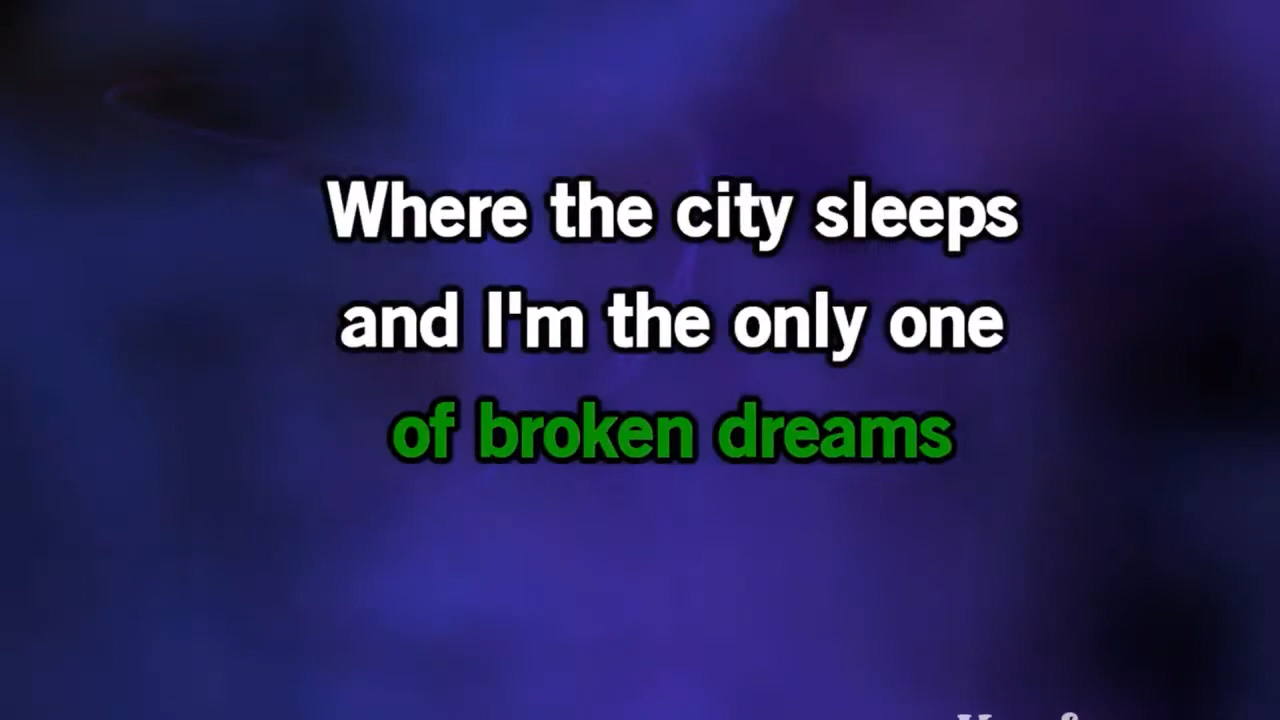 Where the city sleeps
and I'm the only one
of broken dreams